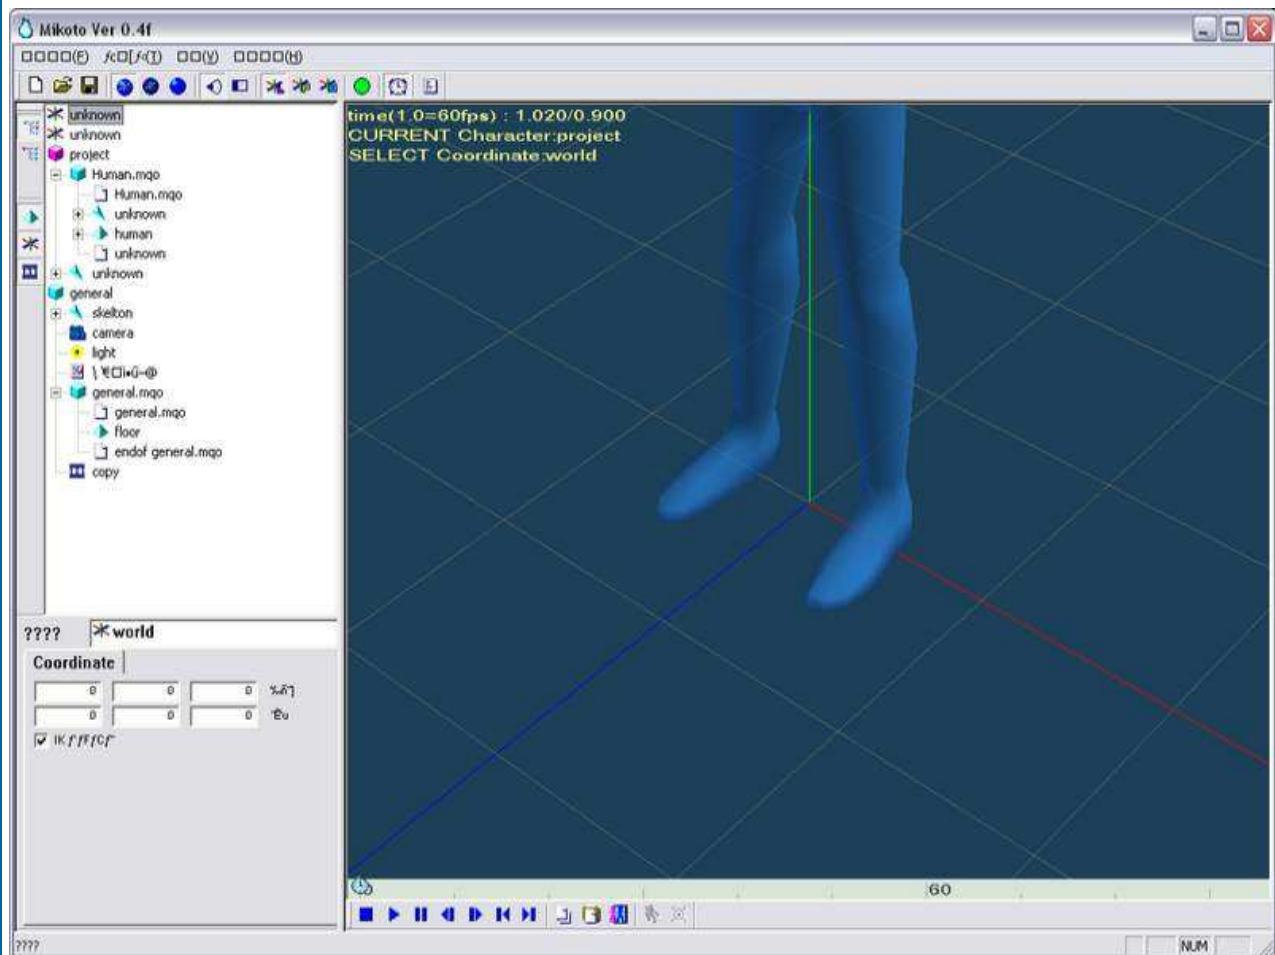 Mikoto Ver 0.4f
□□□□(F) ƒc□[ƒ‹(T) □□(V) □□□□(H)
unknown
unknown
project
Human.mqo
Human.mqo
unknown
human
unknown
unknown
general
skelton
camera
light
general.mqo
general.mqo
floor
endof general.mqo
copy
time(1.0=60fps) : 1.020/0.900
CURRENT Character:project
SELECT Coordinate:world
???? world
Coordinate
0 0 0
0 0 0
IK
60
???? NUM